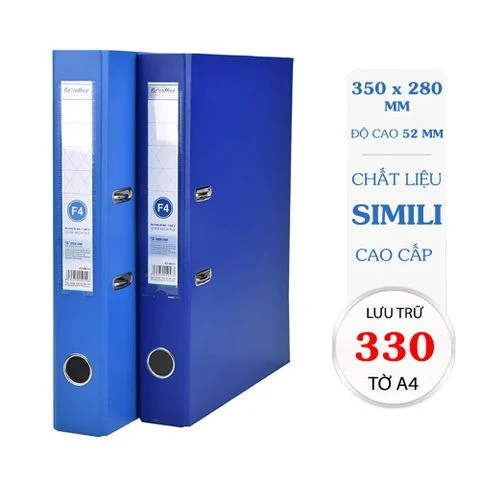 F4
F4
350 x 280
MM
ĐỘ CAO 52 MM
CHẤT LIỆU
SIMILI
CAO CẤP
LƯU TRỮ
330
TỜ A4